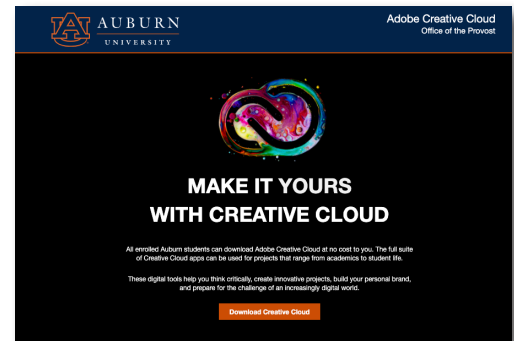 AUBURN
UNIVERSITY
Adobe Creative Cloud
Office of the Provost
MAKE IT YOURS
WITH CREATIVE CLOUD
All enrolled Auburn students can download Adobe Creative Cloud at no cost to you. The full suite
of Creative Cloud apps can be used for projects that range from academics to student life.
These digital tools help you think critically, create innovative projects, build your personal brand,
and prepare for the challenge of an increasingly digital world.
Download Creative Cloud